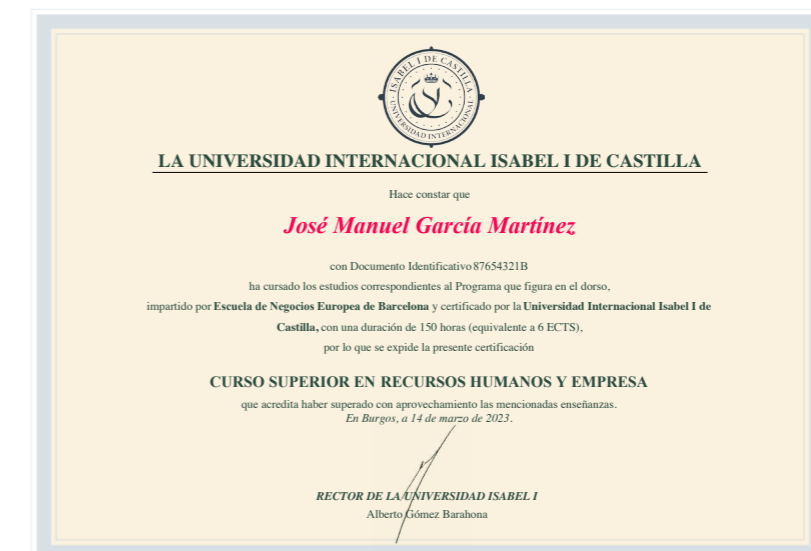 ISABEL I DE CASTILLA
UNIVERSIDAD INTERNACIONAL
LA UNIVERSIDAD INTERNACIONAL ISABEL I DE CASTILLA
Hace constar que
José Manuel García Martínez
con Documento Identificativo 87654321B
ha cursado los estudios correspondientes al Programa que figura en el dorso,
impartido por Escuela de Negocios Europea de Barcelona y certificado por la Universidad Internacional Isabel I de
Castilla, con una duración de 150 horas (equivalente a 6 ECTS),
por lo que se expide la presente certificación
CURSO SUPERIOR EN RECURSOS HUMANOS Y EMPRESA
que acredita haber superado con aprovechamiento las mencionadas enseñanzas.
En Burgos, a 14 de marzo de 2023.
RECTOR DE LA UNIVERSIDAD ISABEL I
Alberto Gómez Barahona